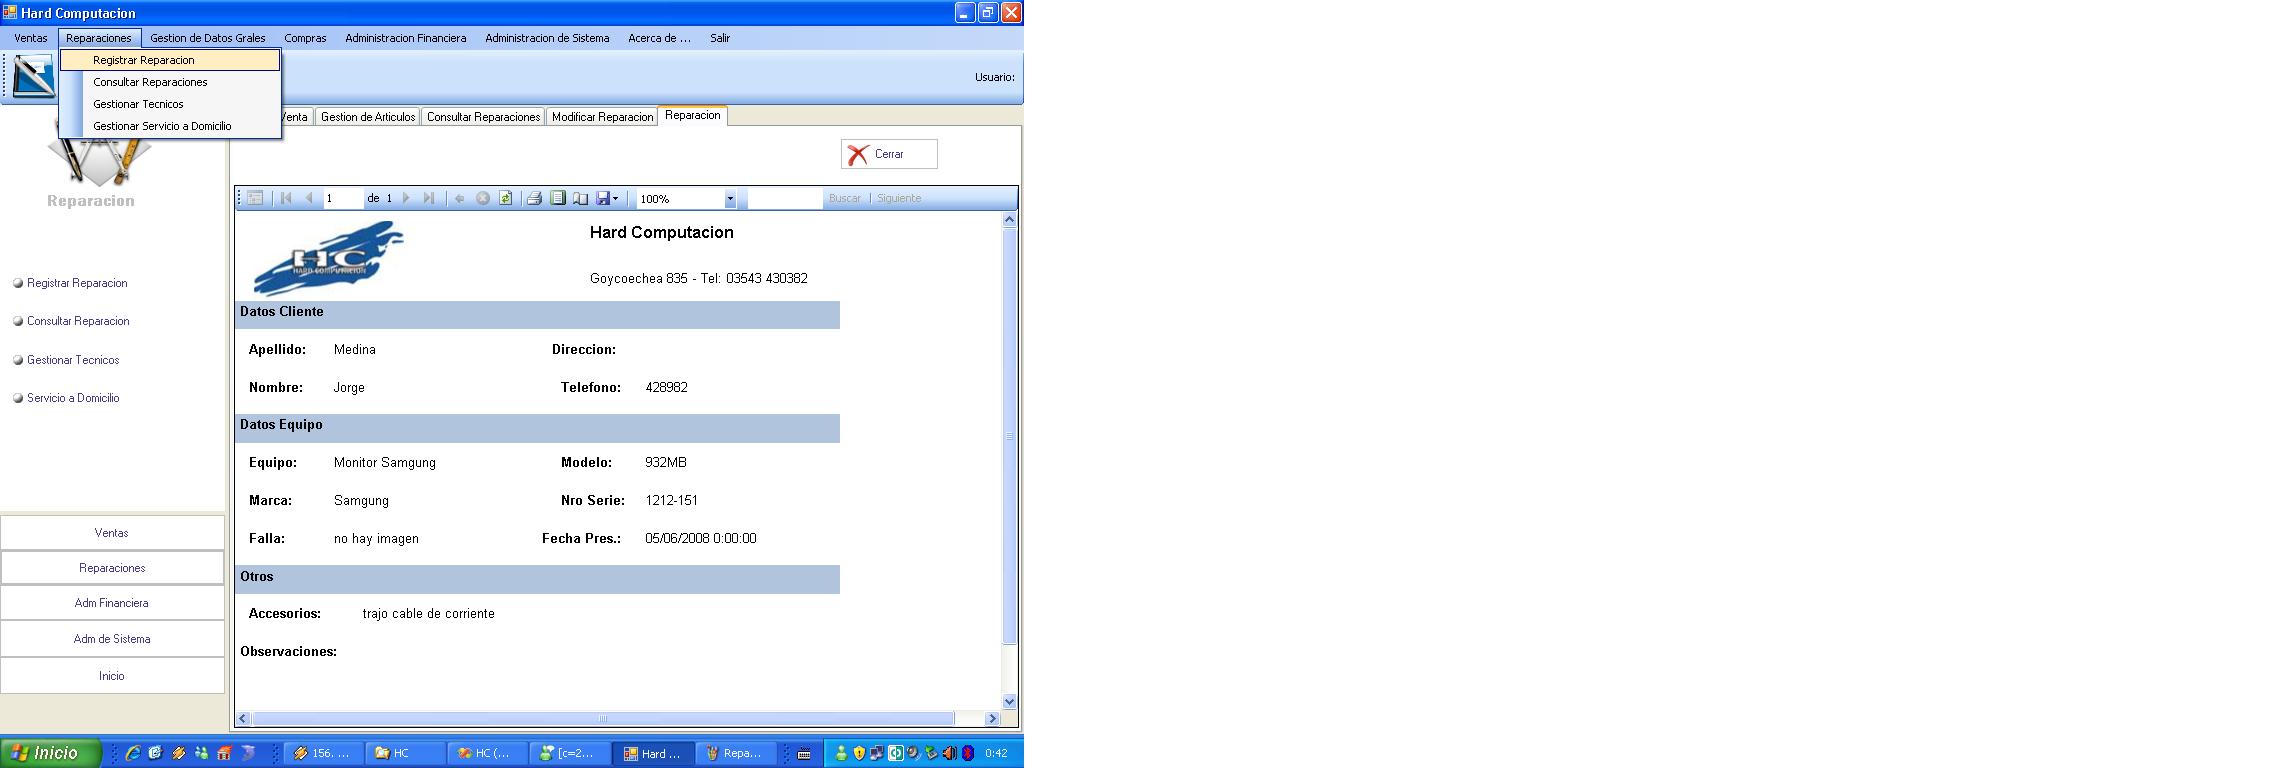 Hard Computacion
Ventas Reparaciones Gestion de Datos Grales Compras Administracion Financiera Administracion de Sistema Acerca de ... Salir
Registrar Reparacion
Consultar Reparaciones
Gestionar Tecnicos
Gestionar Servicio a Domicilio
Usuario:
Venta Gestion de Articulos Consultar Reparaciones Modificar Reparacion Reparacion
Cerrar
Reparacion
1 de 1 100% Buscar | Siguiente
HC
HARD COMPUTACION
Hard Computacion
Goycoechea 835 - Tel: 03543 430382
Registrar Reparacion
Consultar Reparacion
Gestionar Tecnicos
Servicio a Domicilio
Datos Cliente
Apellido: Medina Direccion:
Nombre: Jorge Telefono: 428982
Datos Equipo
Equipo: Monitor Samgung Modelo: 932MB
Marca: Samgung Nro Serie: 1212-151
Falla: no hay imagen Fecha Pres.: 05/06/2008 0:00:00
Otros
Accesorios: trajo cable de corriente
Observaciones:
Ventas
Reparaciones
Adm Financiera
Adm de Sistema
Inicio
Inicio 156. ... HC HC (... [c=2... Hard ... Repa... 0:42